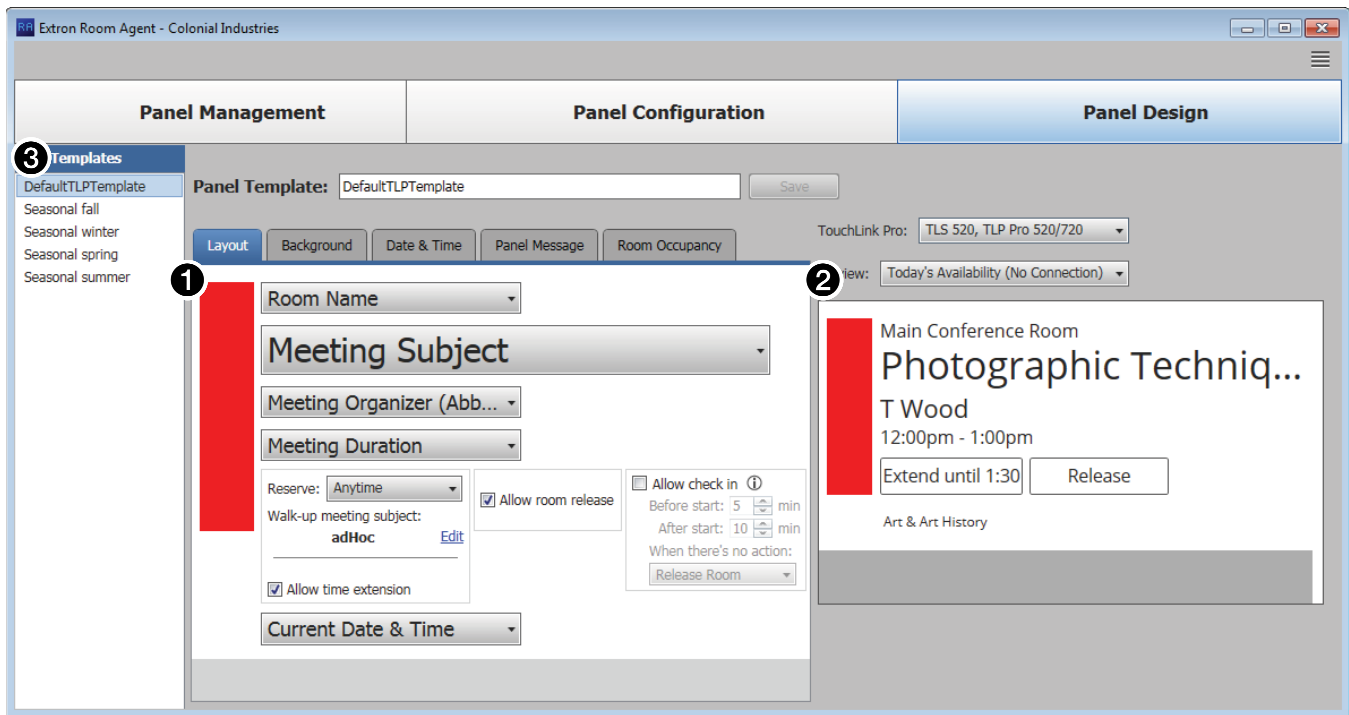 RA Extron Room Agent - Colonial Industries
Panel Management
Panel Configuration
Panel Design
3
Templates
DefaultTLPTemplate
Seasonal fall
Seasonal winter
Seasonal spring
Seasonal summer
Panel Template: DefaultTLPTemplate Save
Layout Background Date & Time Panel Message Room Occupancy
1
Room Name
Meeting Subject
Meeting Organizer (Abb...
Meeting Duration
Reserve: Anytime
Walk-up meeting subject:
adHoc Edit
Allow time extension
Allow room release
Allow check in
Before start: 5 min
After start: 10 min
When there's no action:
Release Room
Current Date & Time
TouchLink Pro: TLS 520, TLP Pro 520/720
2
iew: Today's Availability (No Connection)
Main Conference Room
Photographic Techniq...
T Wood
12:00pm - 1:00pm
Extend until 1:30 Release
Art & Art History